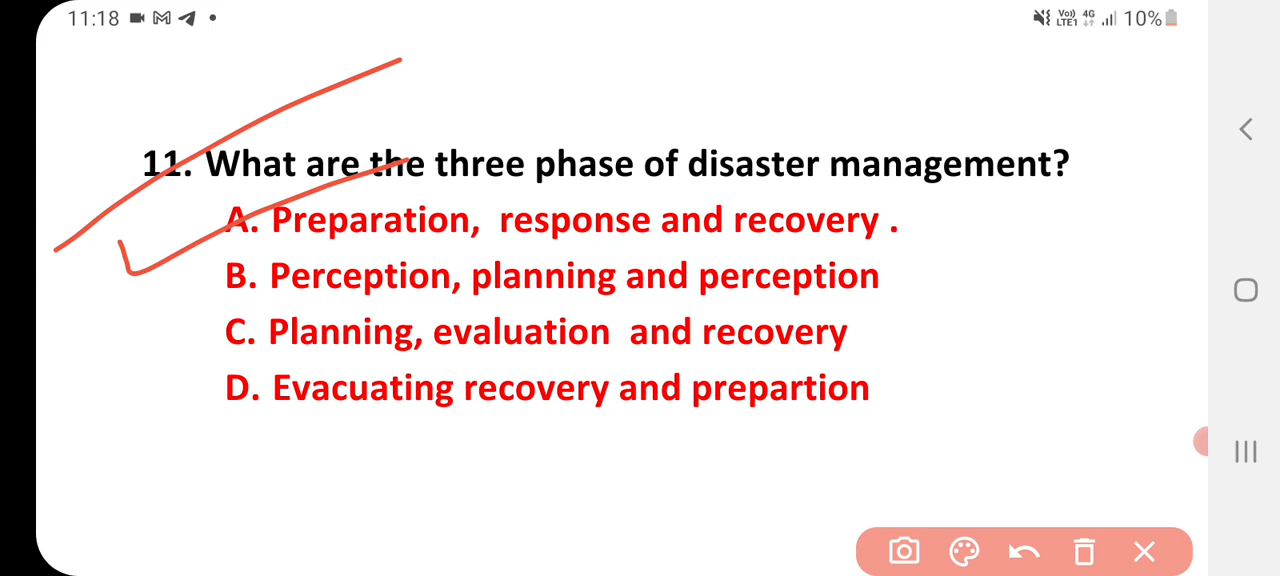 11:18
Vo)) 4G
LTE1
10%
11. What are the three phase of disaster management?
A. Preparation, response and recovery .
B. Perception, planning and perception
C. Planning, evaluation and recovery
D. Evacuating recovery and prepartion